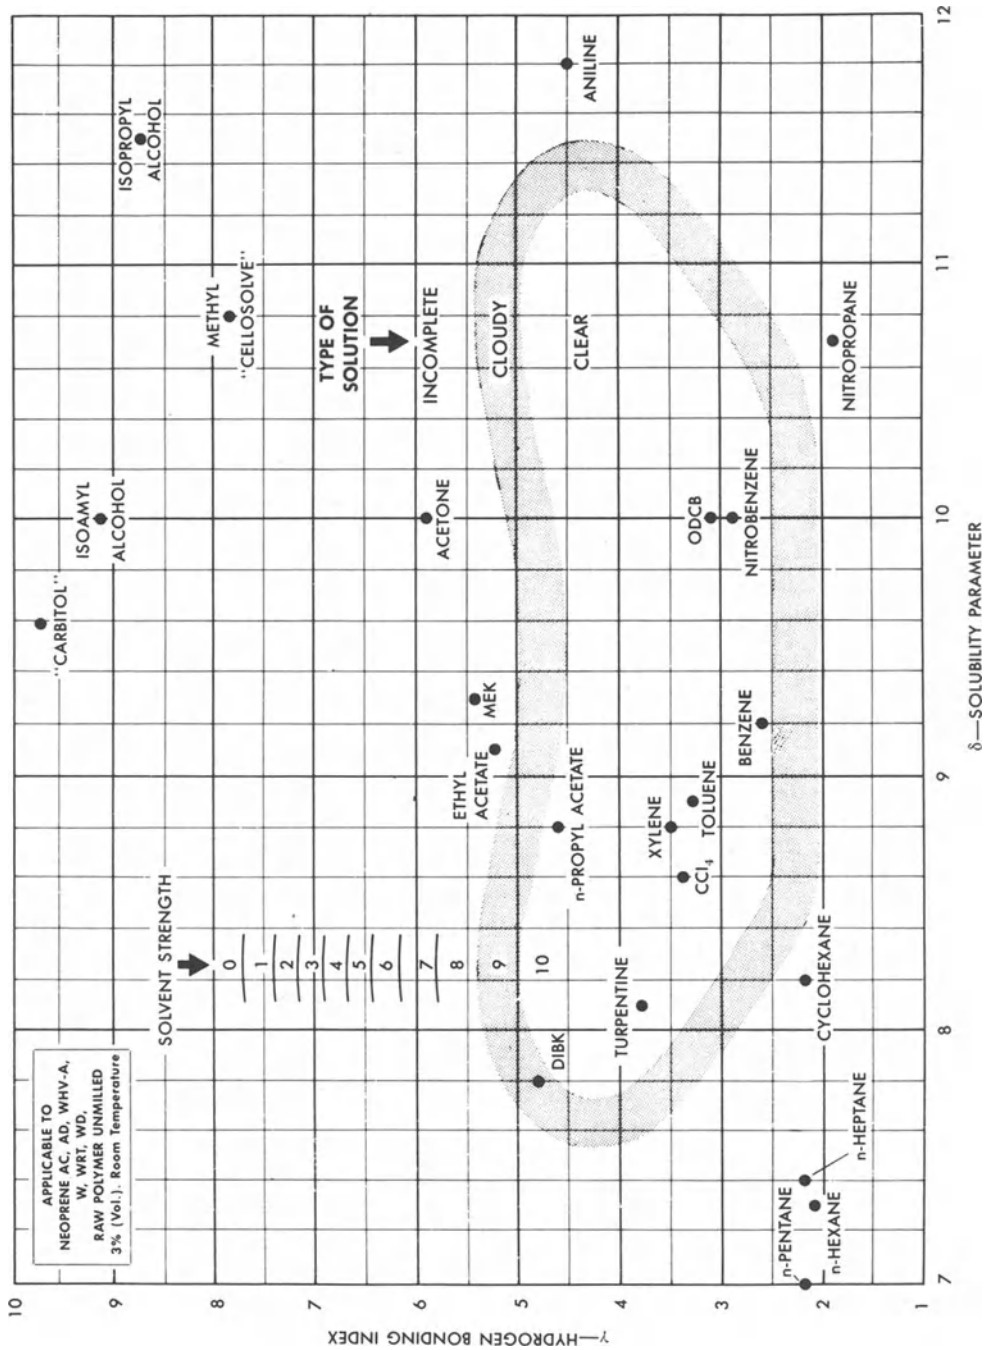 APPLICABLE TO
NEOPRENE AC, AD, WHV-A,
W, WRT, WD,
RAW POLYMER UNMILLED
3% (Vol.). Room Temperature
SOLVENT STRENGTH
0
1
2
3
4
5
6
7
8
9
10
"CARBITOL"
ISOAMYL
ALCOHOL
ISOPROPYL
ALCOHOL
METHYL
"CELLOSOLVE"
TYPE OF
SOLUTION
INCOMPLETE
CLOUDY
CLEAR
ACETONE
MEK
ETHYL
ACETATE
n-PROPYL ACETATE
DIBK
TURPENTINE
XYLENE
TOLUENE
CCl₄
BENZENE
ODCB
NITROBENZENE
NITROPROPANE
ANILINE
CYCLOHEXANE
n-HEPTANE
n-PENTANE
n-HEXANE
10
9
8
7
6
5
4
3
2
1
γ—HYDROGEN BONDING INDEX
7
8
9
10
11
12
δ—SOLUBILITY PARAMETER